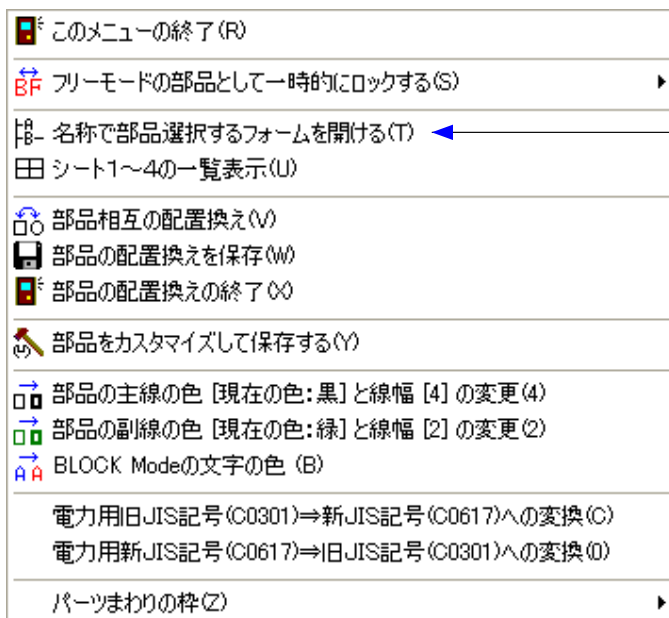 このメニューの終了(R)
フリーモードの部品として一時的にロックする(S)
名称で部品選択するフォームを開ける(T)
シート1～4の一覧表示(U)
部品相互の配置換え(V)
部品の配置換えを保存(W)
部品の配置換えの終了(X)
部品をカスタマイズして保存する(Y)
部品の主線の色 [現在の色:黒] と線幅 [4] の変更(4)
部品の副線の色 [現在の色:緑] と線幅 [2] の変更(2)
BLOCK Modeの文字の色 (B)
電力用旧JIS記号(C0301)⇒新JIS記号(C0617)への変換(C)
電力用新JIS記号(C0617)⇒旧JIS記号(C0301)への変換(0)
パーツまわりの枠(Z)